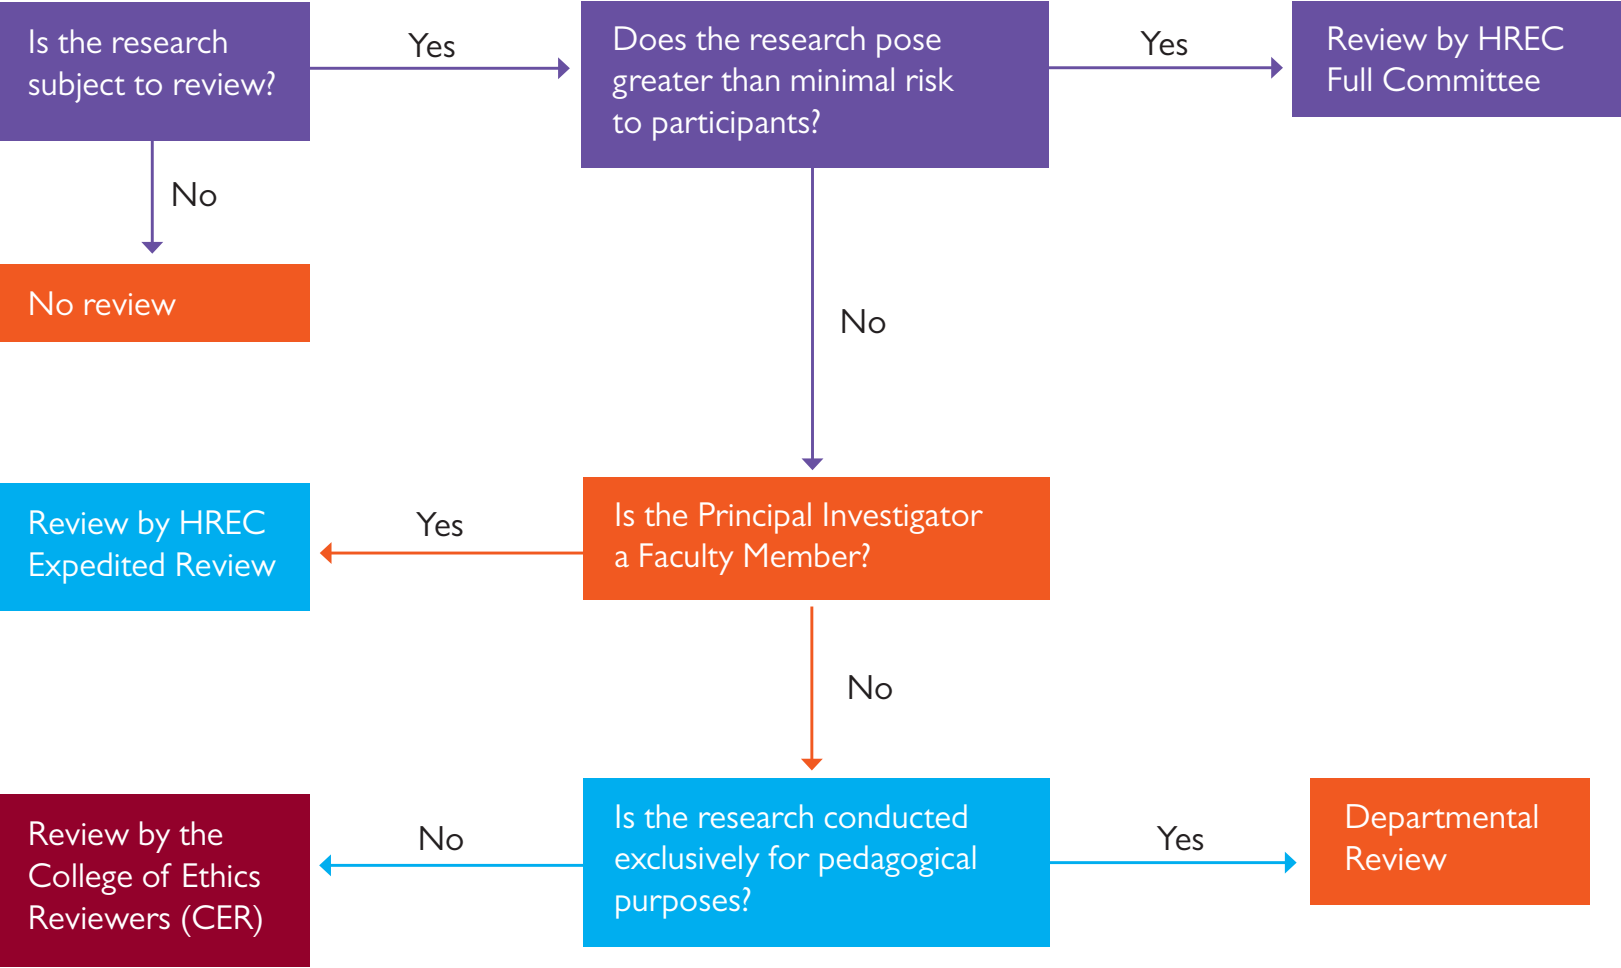 Is the research
subject to review?
Yes
Does the research pose
greater than minimal risk
to participants?
Yes
Review by HREC
Full Committee
No
No review
No
Review by HREC
Expedited Review
Yes
Is the Principal Investigator
a Faculty Member?
No
Review by the
College of Ethics
Reviewers (CER)
No
Is the research conducted
exclusively for pedagogical
purposes?
Yes
Departmental
Review